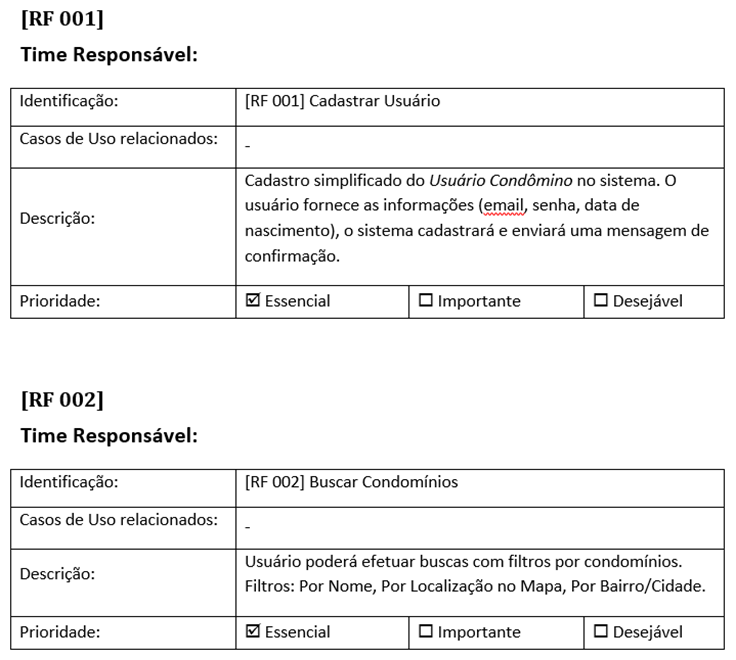 [RF 001]
Time Responsável:
Identificação: [RF 001] Cadastrar Usuário
Casos de Uso relacionados: -
Descrição:
Cadastro simplificado do Usuário Condômino no sistema. O
usuário fornece as informações (email, senha, data de
nascimento), o sistema cadastrará e enviará uma mensagem de
confirmação.
Prioridade: ☑ Essencial ☐ Importante ☐ Desejável
[RF 002]
Time Responsável:
Identificação: [RF 002] Buscar Condomínios
Casos de Uso relacionados: -
Descrição:
Usuário poderá efetuar buscas com filtros por condomínios.
Filtros: Por Nome, Por Localização no Mapa, Por Bairro/Cidade.
Prioridade: ☑ Essencial ☐ Importante ☐ Desejável